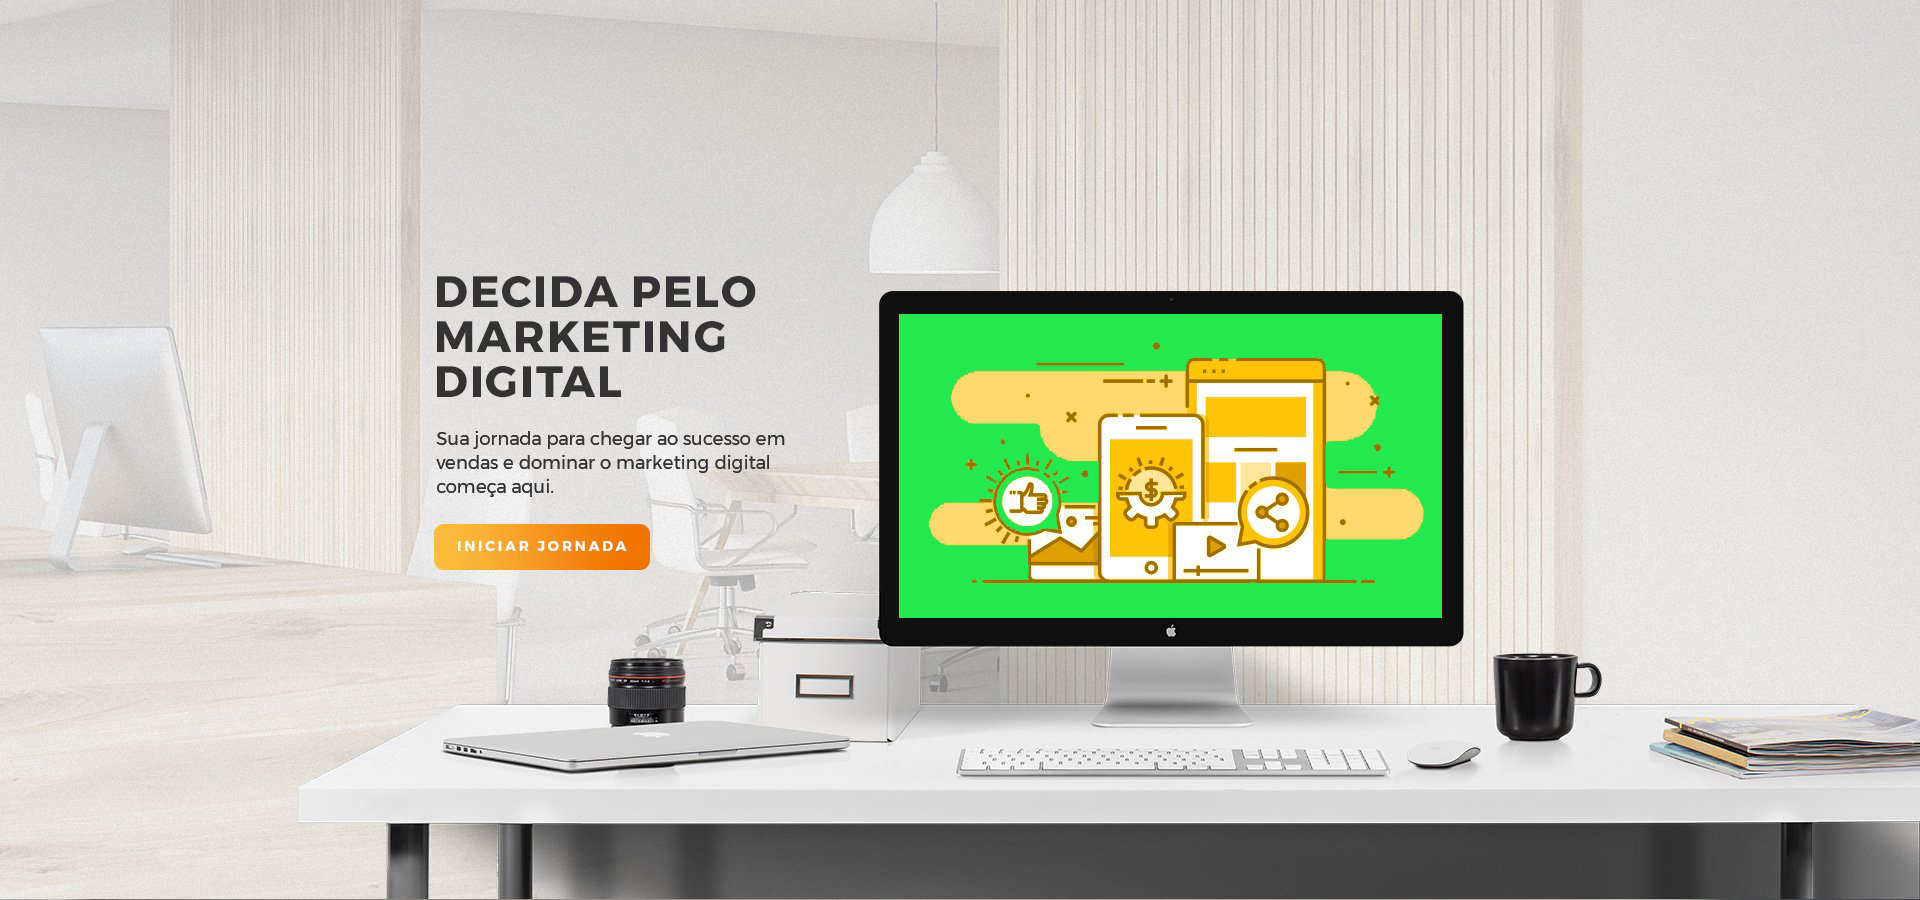 DECIDA PELO
MARKETING
DIGITAL
Sua jornada para chegar ao sucesso em
vendas e dominar o marketing digital
começa aqui.
INICIAR JORNADA
$